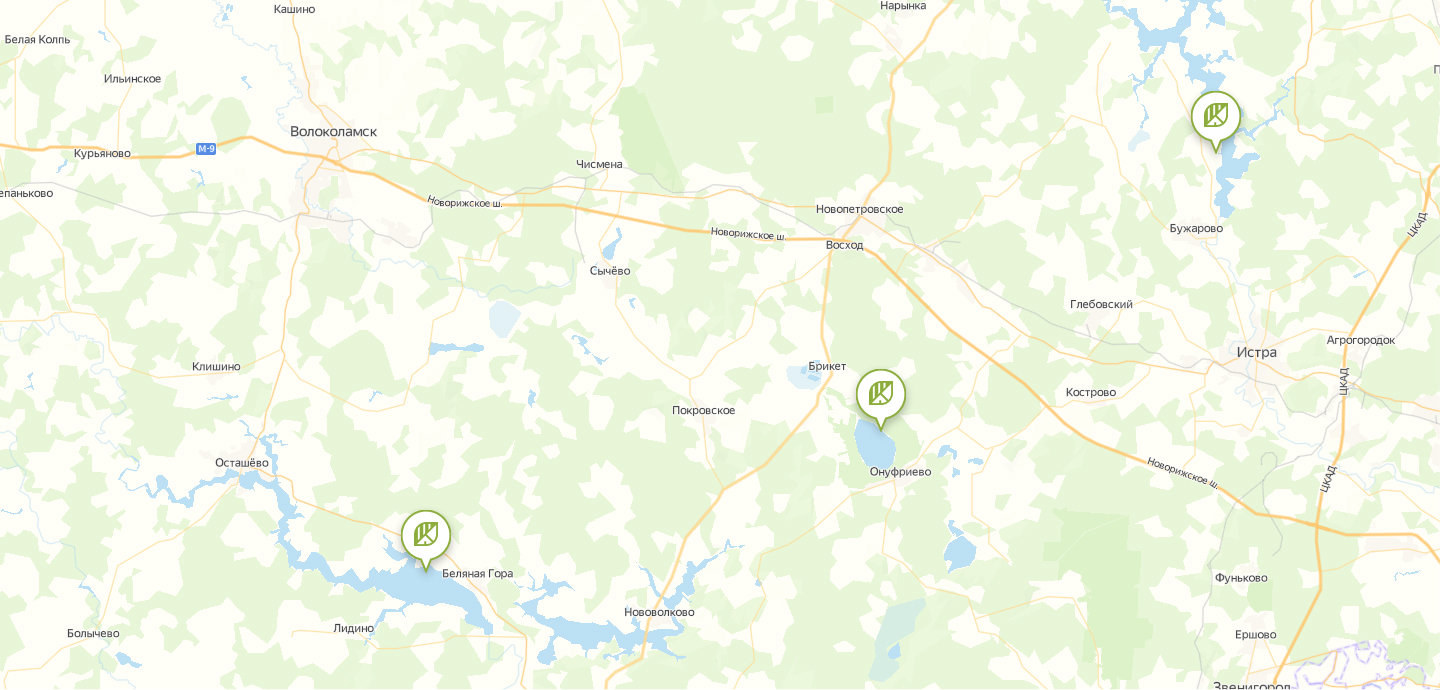 Кашино
Нарынка
Белая Колпь
Ильинское
Волоколамск
М-9
Курьяново
Чисмена
епаньково
Новорижское ш.
Новопетровское
Новорижское ш.
Восход
Бужарово
ЦКАД
Сычёво
Глебовский
Агрогородок
Истра
Клишино
Брикет
ЦКАД
Кострово
Покровское
Осташёво
Онуфриево
Новорижское ш.
ЦКАД
Беляная Гора
Фуньково
Нововолково
Лидино
Болычево
Ершово
Звенигород